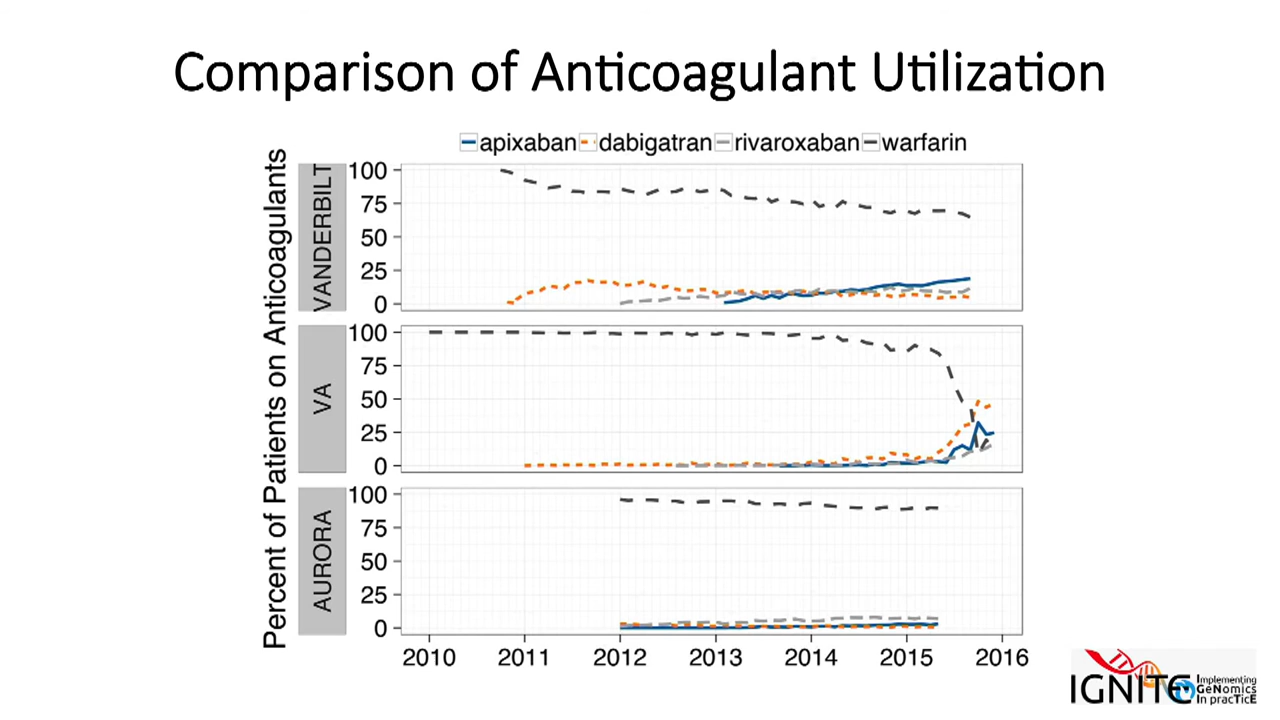 Comparison of Anticoagulant Utilization
apixaban dabigatran rivaroxaban warfarin
Percent of Patients on Anticoagulants
VANDERBILT
100
75
50
25
0
VA
100
75
50
25
0
AURORA
100
75
50
25
0
2010 2011 2012 2013 2014 2015 2016
IGNITE
Implementing
GeNomics
In pracTicE